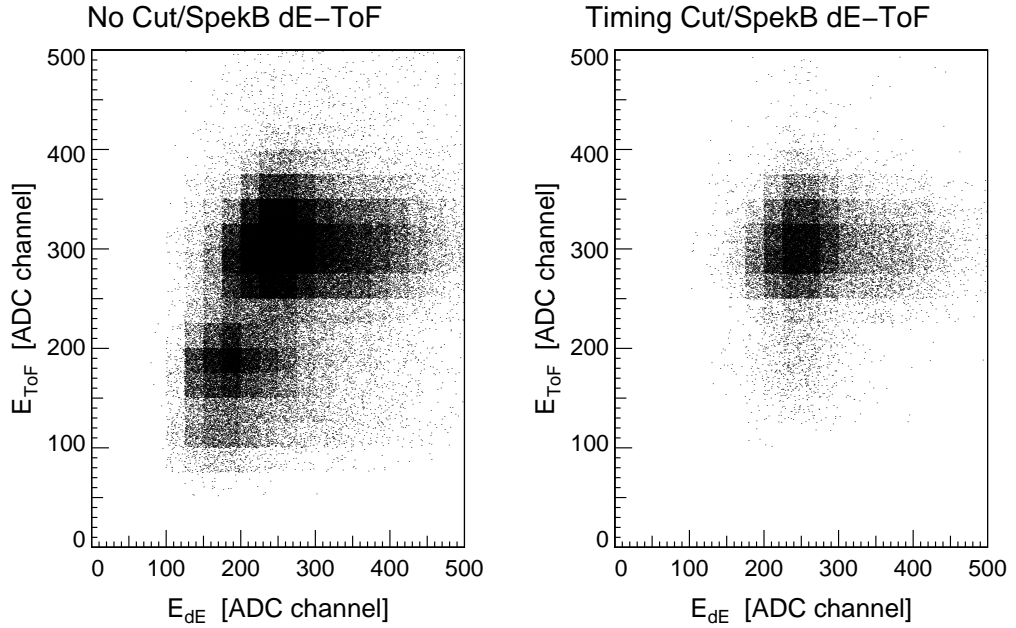 No Cut/SpekB dE−ToF
500
400
300
200
100
0
E_ToF [ADC channel]
0 100 200 300 400 500
E_dE [ADC channel]
Timing Cut/SpekB dE−ToF
500
400
300
200
100
0
E_ToF [ADC channel]
0 100 200 300 400 500
E_dE [ADC channel]